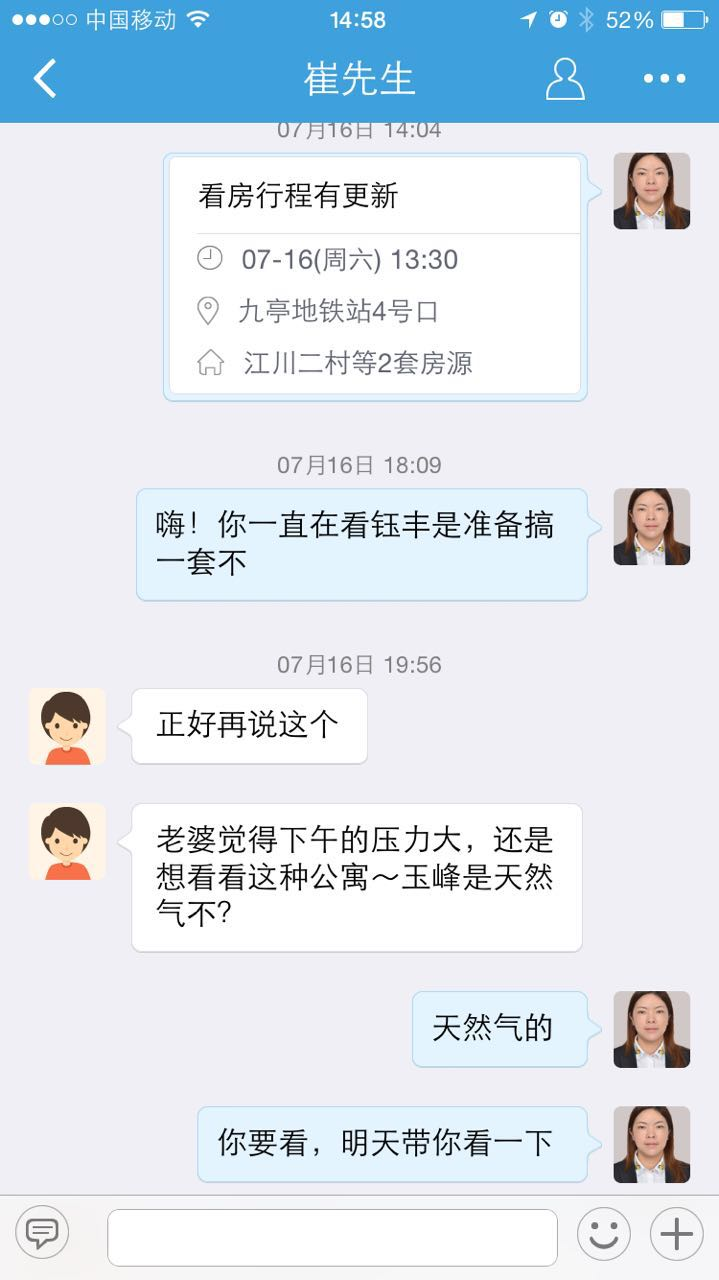 中国移动
14:58
52%
崔先生
07月16日 14:04
看房行程有更新
07-16(周六) 13:30
九亭地铁站4号口
江川二村等2套房源
07月16日 18:09
嗨！你一直在看钰丰是准备搞
一套不
07月16日 19:56
正好再说这个
老婆觉得下午的压力大，还是
想看看这种公寓～玉峰是天然
气不？
天然气的
你要看，明天带你看一下